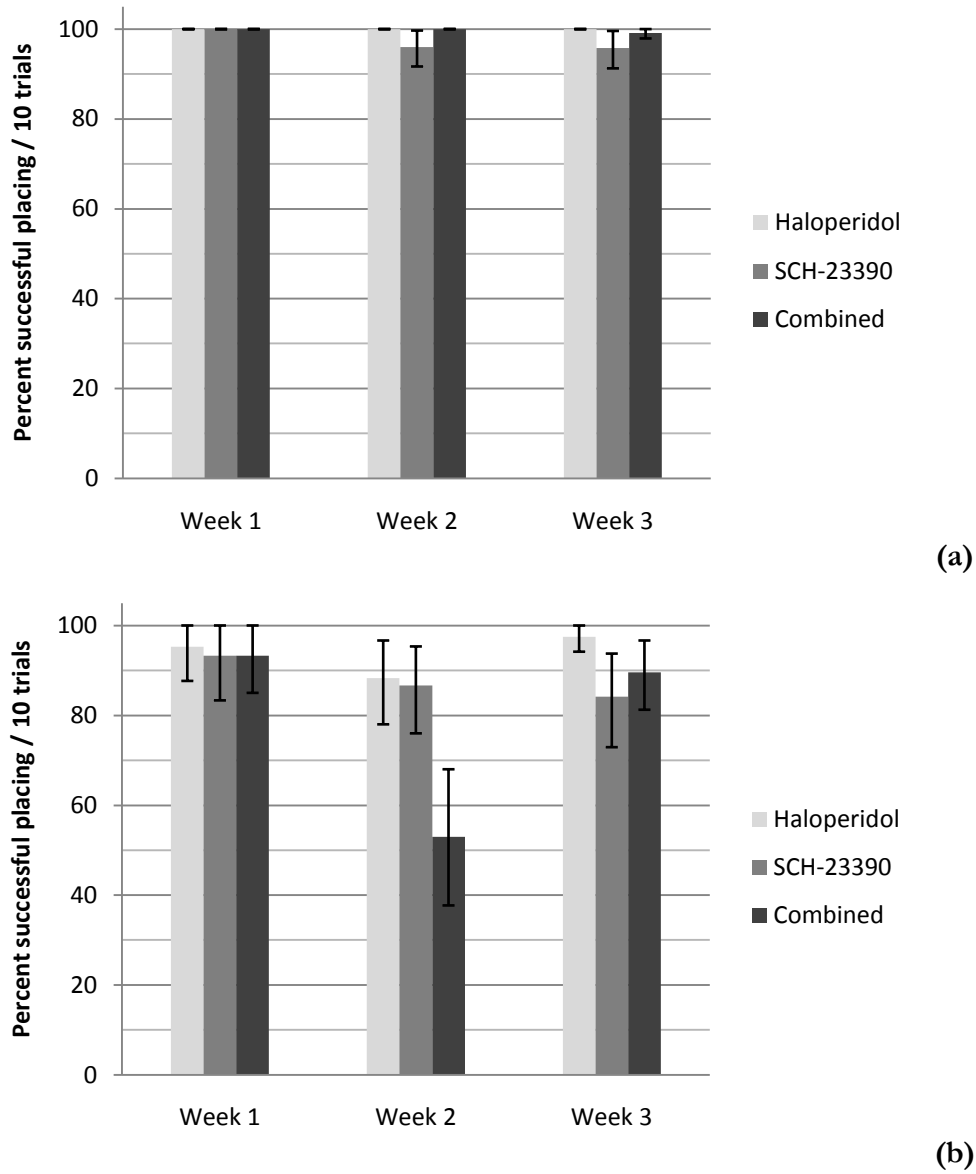 Percent successful placing / 10 trials
100
80
60
40
20
0
Week 1 Week 2 Week 3
Haloperidol
SCH-23390
Combined
(a)
Percent successful placing / 10 trials
100
80
60
40
20
0
Week 1 Week 2 Week 3
Haloperidol
SCH-23390
Combined
(b)